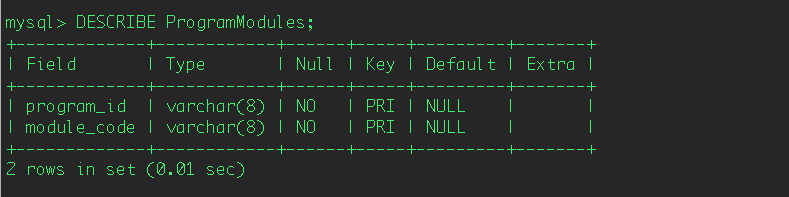 mysql> DESCRIBE ProgramModules;
+-------------+------------+------+-----+---------+-------+
| Field       | Type       | Null | Key | Default | Extra |
+-------------+------------+------+-----+---------+-------+
| program_id  | varchar(8) | NO   | PRI | NULL    |       |
| module_code | varchar(8) | NO   | PRI | NULL    |       |
+-------------+------------+------+-----+---------+-------+
2 rows in set (0.01 sec)